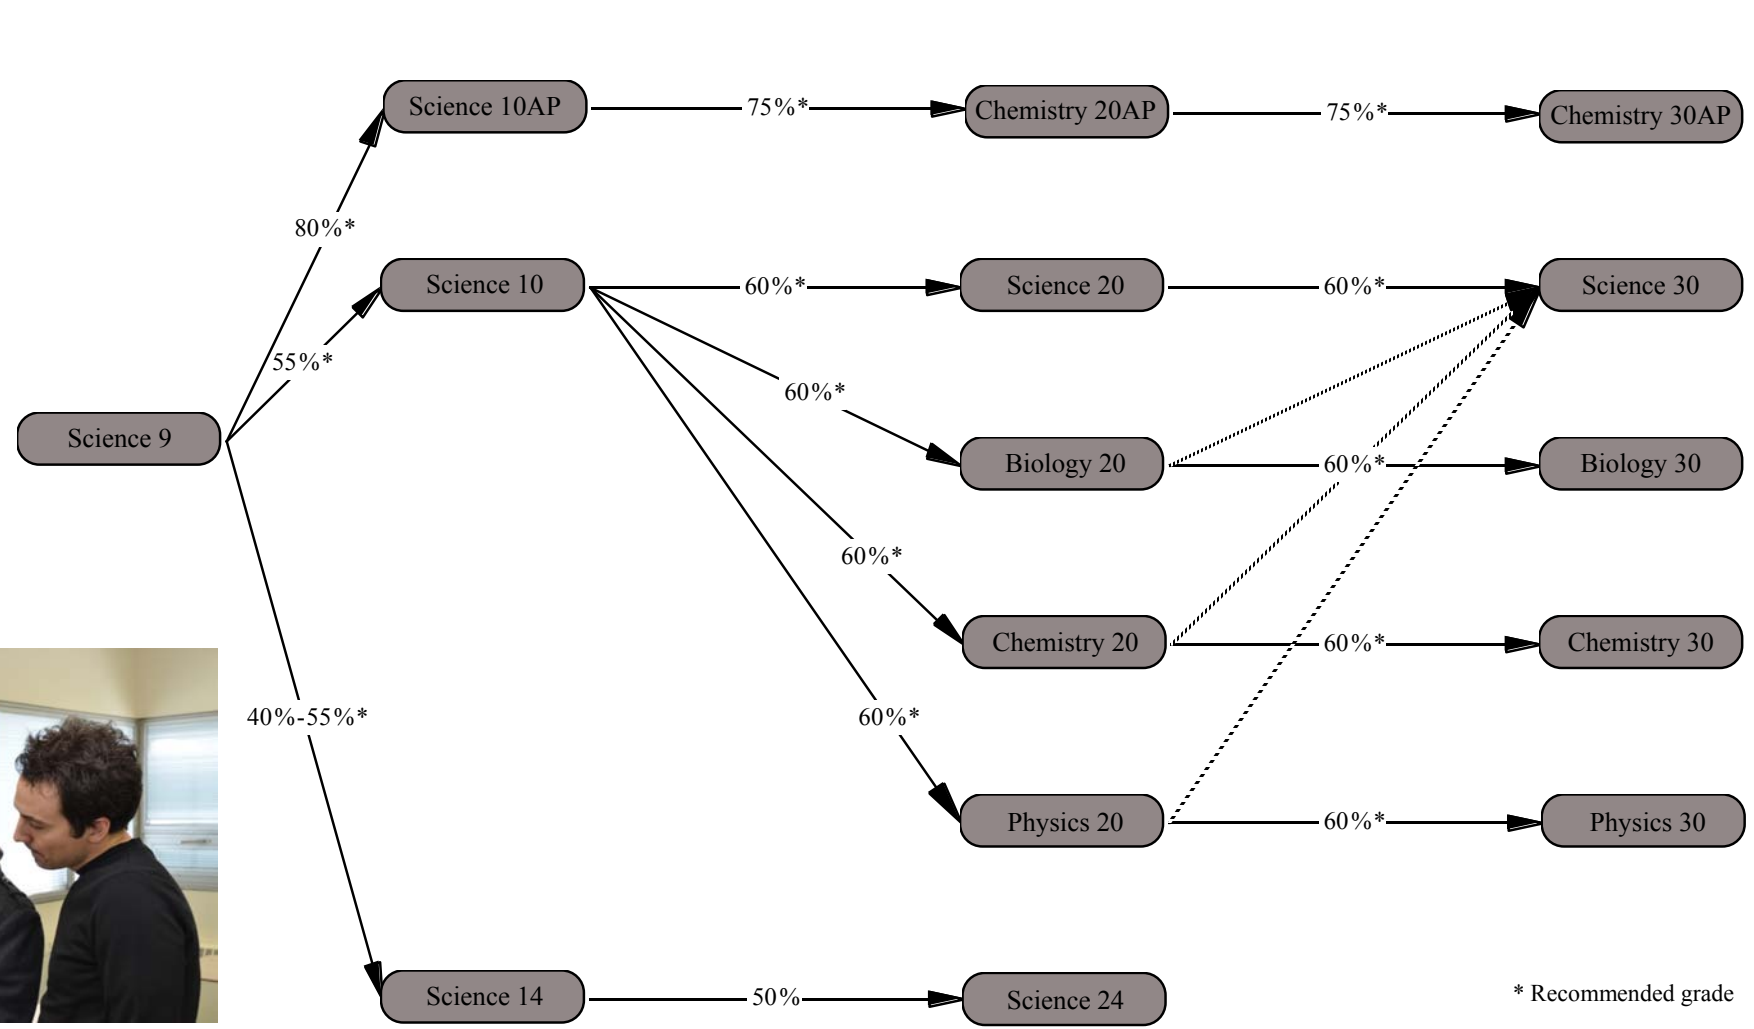 Science 10AP
75%*
Chemistry 20AP
75%*
Chemistry 30AP
80%*
Science 10
60%*
Science 20
60%*
Science 30
55%*
60%*
Science 9
Biology 20
60%*
Biology 30
60%*
Chemistry 20
60%*
Chemistry 30
40%-55%*
60%*
Physics 20
60%*
Physics 30
Science 14
50%
Science 24
* Recommended grade